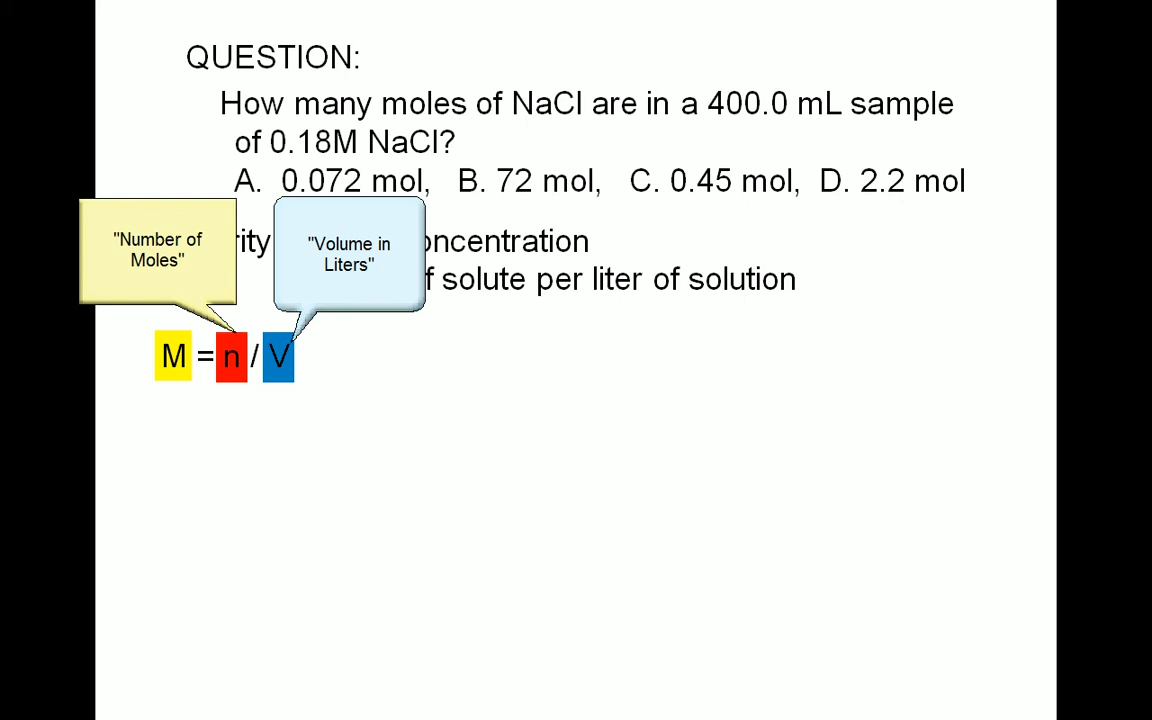 QUESTION:
How many moles of NaCl are in a 400.0 mL sample
of 0.18M NaCl?
A. 0.072 mol, B. 72 mol, C. 0.45 mol, D. 2.2 mol
"Number of
Moles"
"Volume in
Liters"
solute per liter of solution
M = n / V